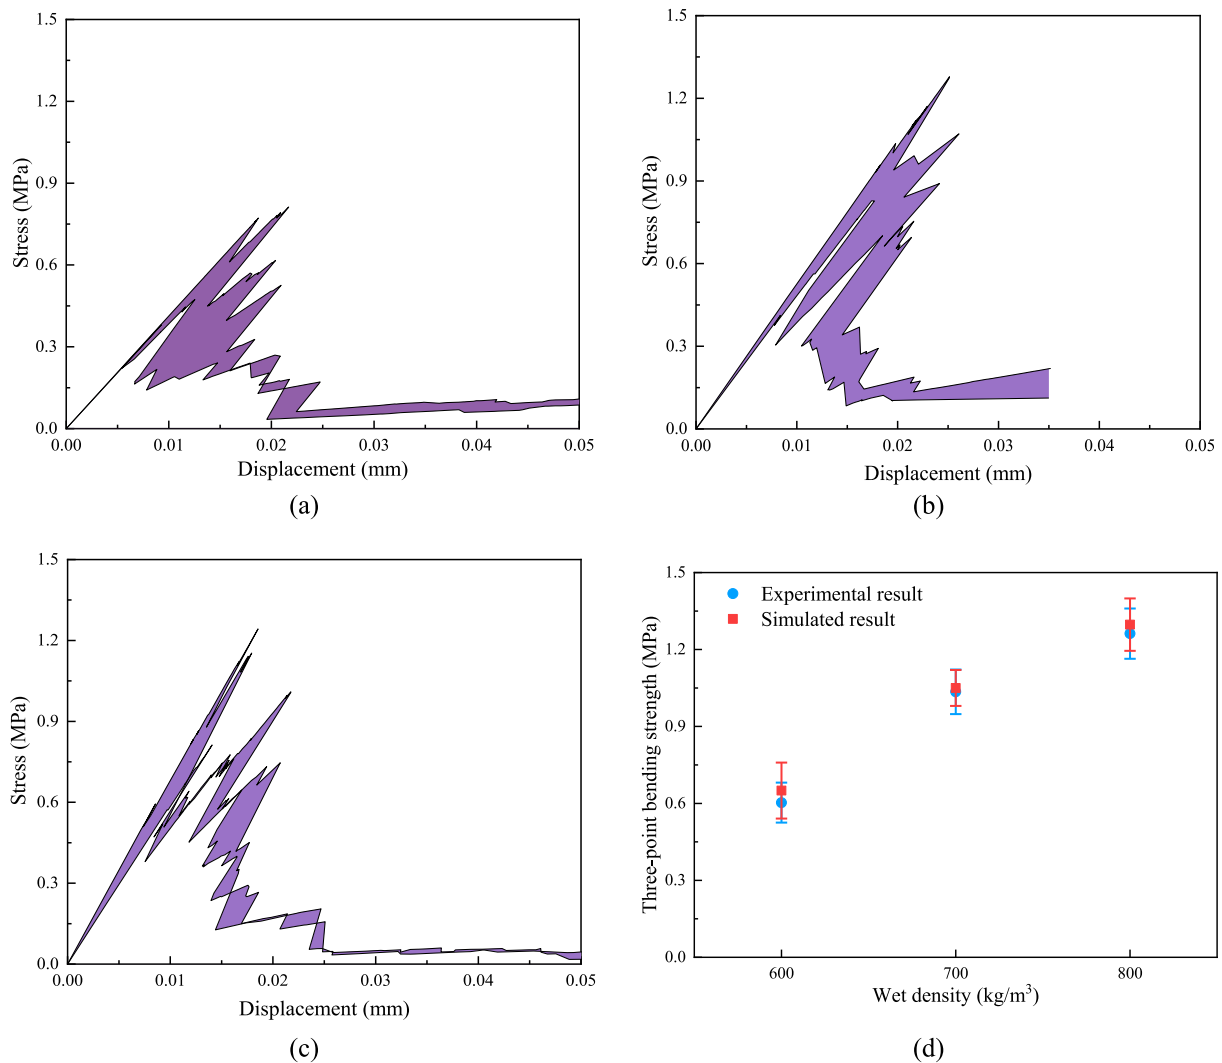 1.5
1.2
0.9
0.6
0.3
0.0
Stress (MPa)
0.00 0.01 0.02 0.03 0.04 0.05
Displacement (mm)
(a)
1.5
1.2
0.9
0.6
0.3
0.0
Stress (MPa)
0.00 0.01 0.02 0.03 0.04 0.05
Displacement (mm)
(b)
1.5
1.2
0.9
0.6
0.3
0.0
Stress (MPa)
0.00 0.01 0.02 0.03 0.04 0.05
Displacement (mm)
(c)
1.5
1.2
0.9
0.6
0.3
0.0
Three-point bending strength (MPa)
Experimental result
Simulated result
600 700 800
Wet density (kg/m³)
(d)